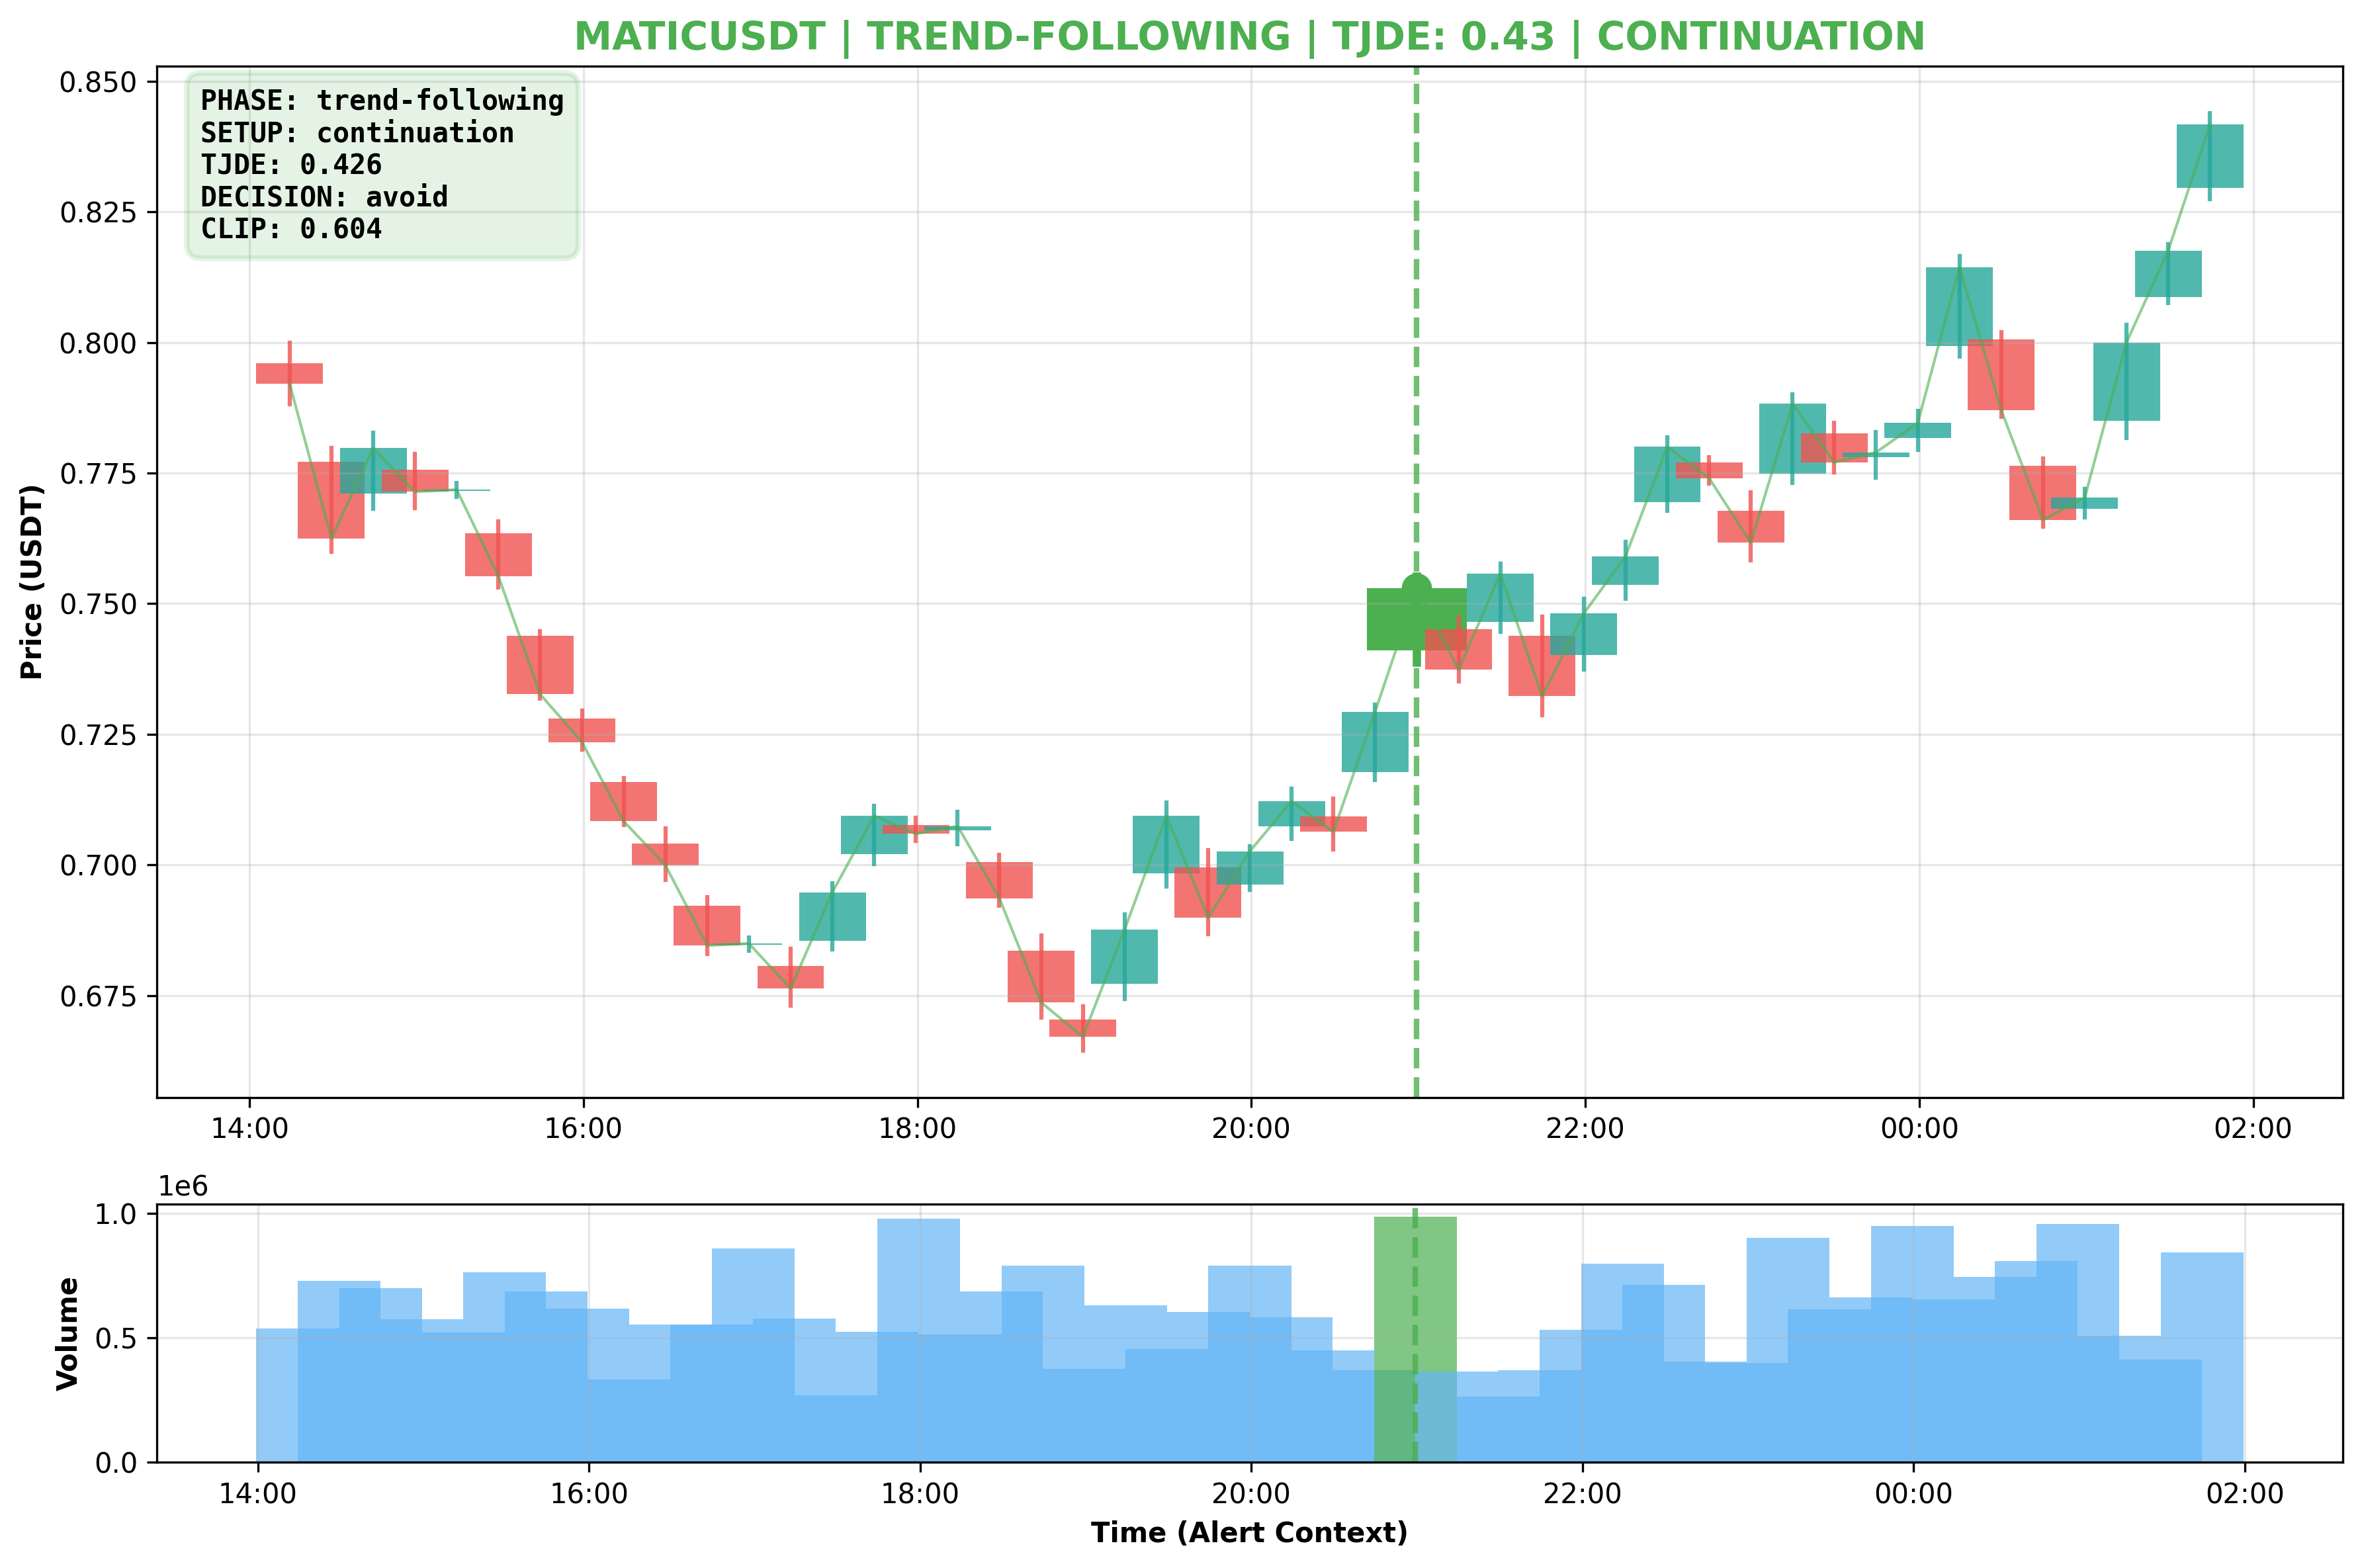 MATICUSDT | TREND-FOLLOWING | TJDE: 0.43 | CONTINUATION
PHASE: trend-following
SETUP: continuation
TJDE: 0.426
DECISION: avoid
CLIP: 0.604
Price (USDT)
0.850
0.825
0.800
0.775
0.750
0.725
0.700
0.675
14:00 16:00 18:00 20:00 22:00 00:00 02:00
1e6
Volume
1.0
0.5
0.0
14:00 16:00 18:00 20:00 22:00 00:00 02:00
Time (Alert Context)